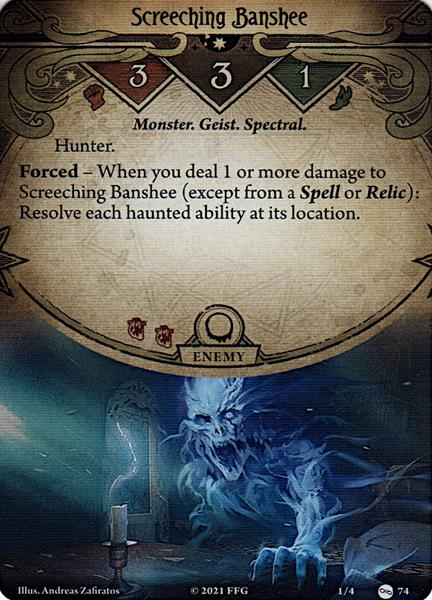 Screeching Banshee
3 3 1
Monster. Geist. Spectral.
Hunter.
Forced – When you deal 1 or more damage to
Screeching Banshee (except from a Spell or Relic):
Resolve each haunted ability at its location.
ENEMY
Illus. Andreas Zafiratos © 2021 FFG 1/4 74